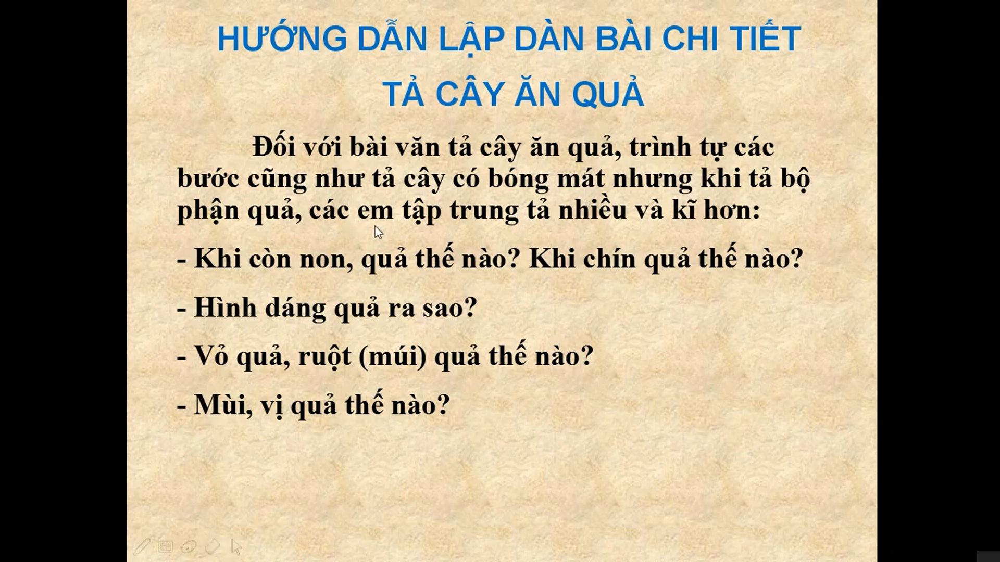 HƯỚNG DẪN LẬP DÀN BÀI CHI TIẾT
TẢ CÂY ĂN QUẢ
Đối với bài văn tả cây ăn quả, trình tự các
bước cũng như tả cây có bóng mát nhưng khi tả bộ
phận quả, các em tập trung tả nhiều và kĩ hơn:
- Khi còn non, quả thế nào? Khi chín quả thế nào?
- Hình dáng quả ra sao?
- Vỏ quả, ruột (múi) quả thế nào?
- Mùi, vị quả thế nào?